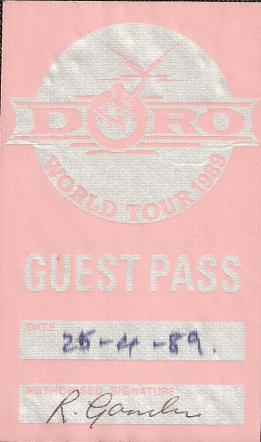 DORO
WORLD TOUR 1989
GUEST PASS
DATE
25-4-89.
AUTHORISED SIGNATURE
R.